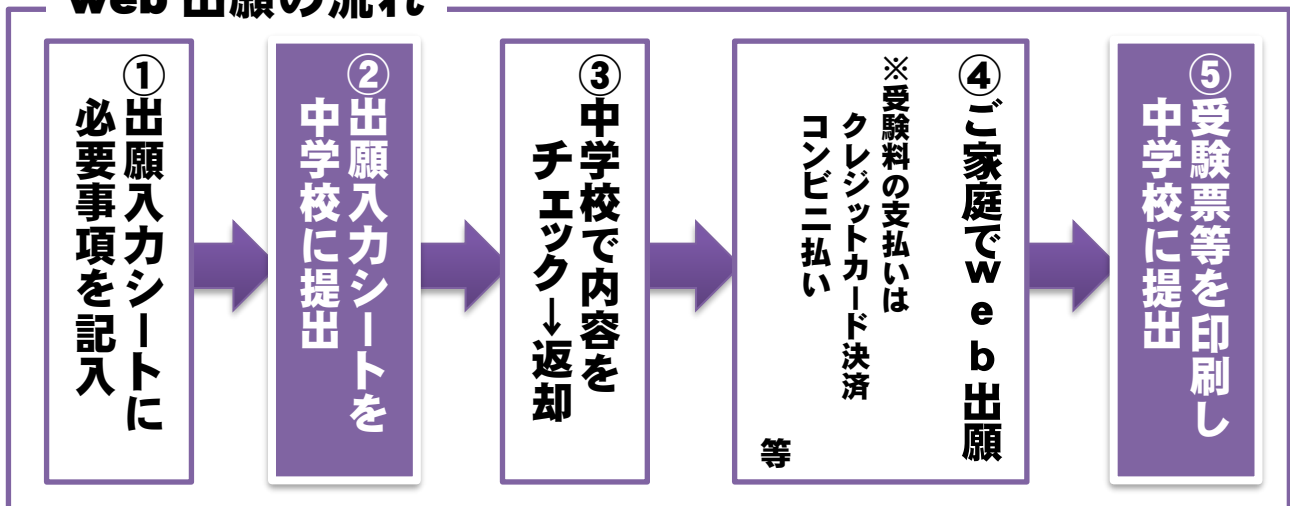 Web 出願の流れ
①出願入力シートに
必要事項を記入
②出願入力シートを
中学校に提出
③中学校で内容を
チェック→返却
④ご家庭でｗｅｂ出願
※受験料の支払いは
クレジットカード決済
コンビニ払い
等
⑤受験票等を印刷し
中学校に提出